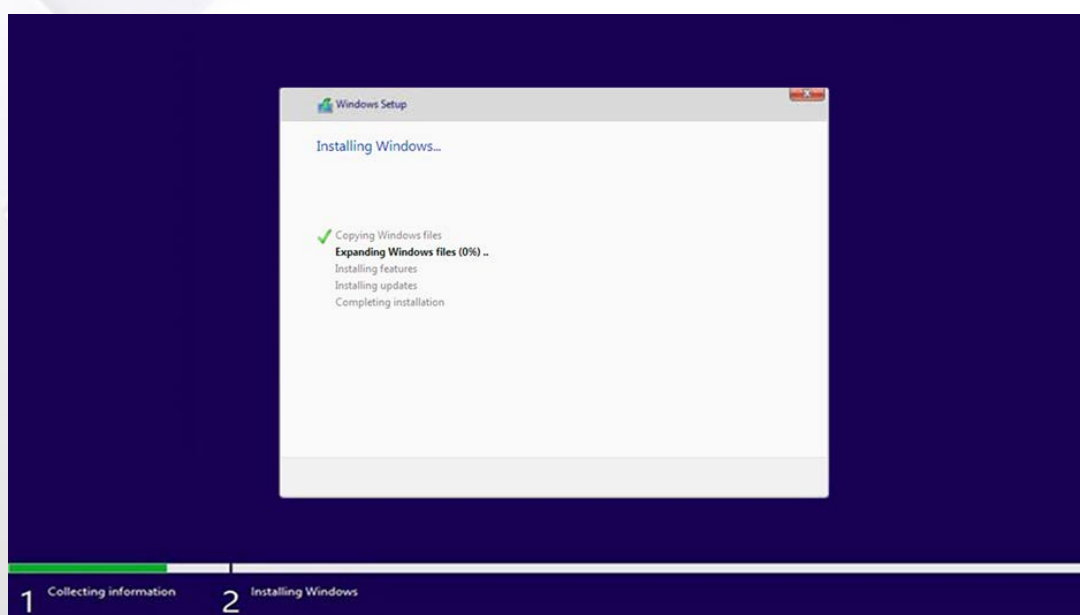 Windows Setup
Installing Windows...
Copying Windows files
Expanding Windows files (0%) ..
Installing features
Installing updates
Completing installation
1 Collecting information 2 Installing Windows